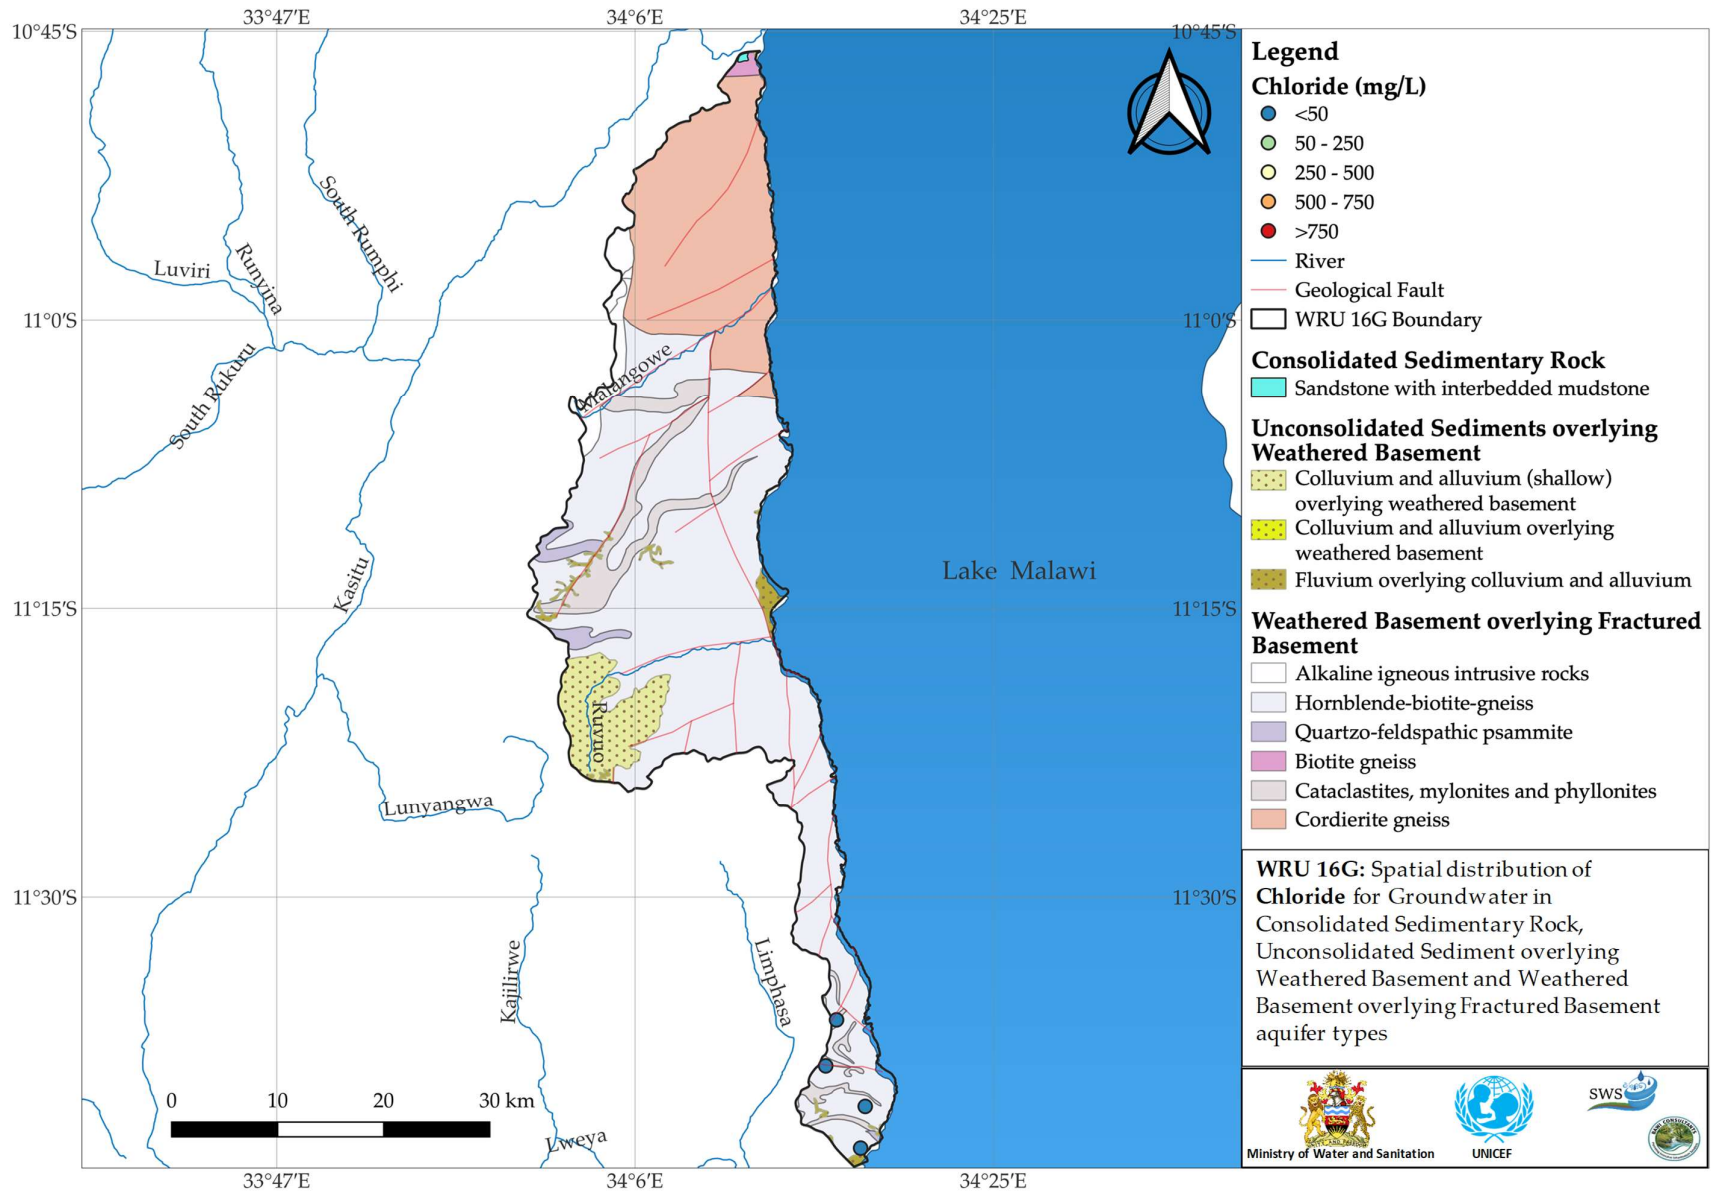 33°47'E
34°6'E
34°25'E
10°45'S
10°45'S
South Rumphi
Luviri
Runyina
11°0'S
11°0'S
South Rukuru
Malangowe
Kasitu
Lake Malawi
11°15'S
11°15'S
Ruvuo
Lunyangwa
11°30'S
11°30'S
Kajilirwe
Limphasa
0 10 20 30 km
Lweya
33°47'E
34°6'E
34°25'E
Legend
Chloride (mg/L)
<50
50 - 250
250 - 500
500 - 750
>750
River
Geological Fault
WRU 16G Boundary
Consolidated Sedimentary Rock
Sandstone with interbedded mudstone
Unconsolidated Sediments overlying
Weathered Basement
Colluvium and alluvium (shallow)
overlying weathered basement
Colluvium and alluvium overlying
weathered basement
Fluvium overlying colluvium and alluvium
Weathered Basement overlying Fractured
Basement
Alkaline igneous intrusive rocks
Hornblende-biotite-gneiss
Quartzo-feldspathic psammite
Biotite gneiss
Cataclastites, mylonites and phyllonites
Cordierite gneiss
WRU 16G: Spatial distribution of
Chloride for Groundwater in
Consolidated Sedimentary Rock,
Unconsolidated Sediment overlying
Weathered Basement and Weathered
Basement overlying Fractured Basement
aquifer types
Ministry of Water and Sanitation
UNICEF
SWS